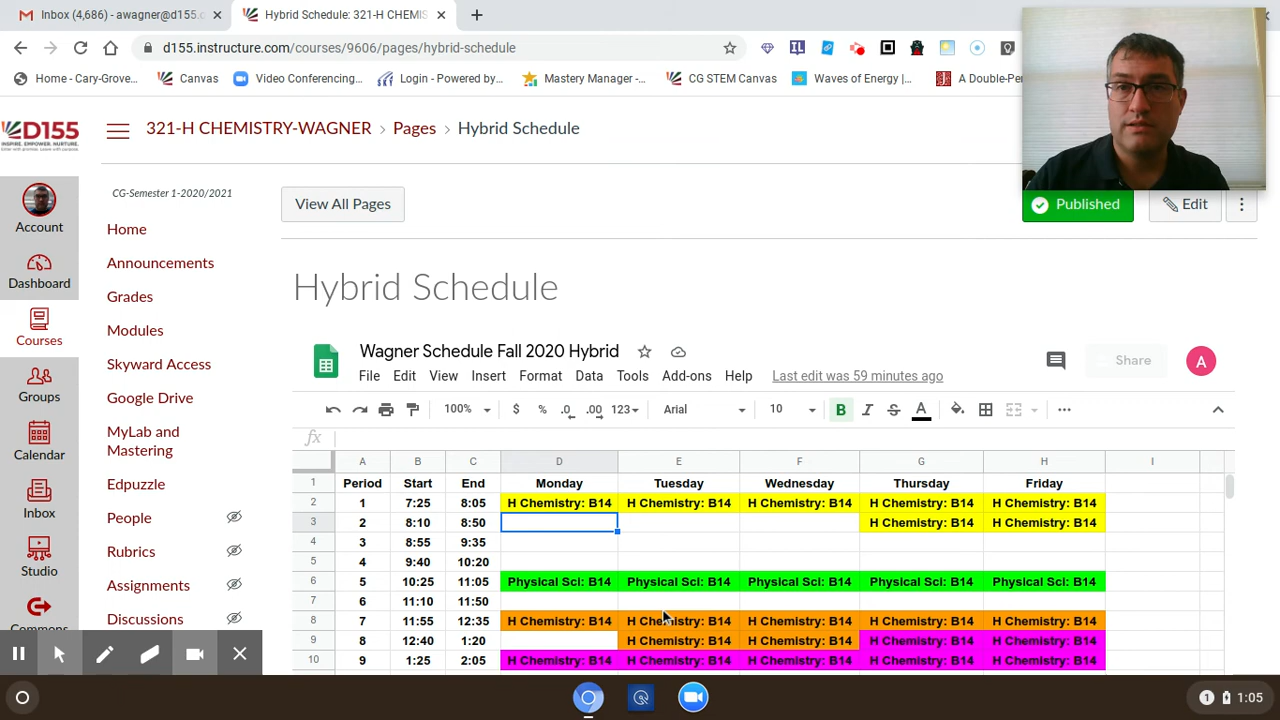 Inbox (4,686) - awagner@d155.c
Hybrid Schedule: 321-H CHEMIS
d155.instructure.com/courses/9606/pages/hybrid-schedule
Home - Cary-Grove...
Canvas
Video Conferencing...
Login - Powered by...
Mastery Manager -...
CG STEM Canvas
Waves of Energy |...
A Double-Pe
D155
321-H CHEMISTRY-WAGNER > Pages > Hybrid Schedule
CG-Semester 1-2020/2021
View All Pages
Published
Edit
Account
Dashboard
Courses
Groups
Calendar
Inbox
Studio
Commons
Home
Announcements
Grades
Modules
Skyward Access
Google Drive
MyLab and
Mastering
Edpuzzle
People
Rubrics
Assignments
Discussions
Hybrid Schedule
Wagner Schedule Fall 2020 Hybrid
Share
A
File Edit View Insert Format Data Tools Add-ons Help Last edit was 59 minutes ago
100% $ % .0 .00 123 Arial 10 B I S A
fx
A B C D E F G H I
1 Period Start End Monday Tuesday Wednesday Thursday Friday
2 1 7:25 8:05 H Chemistry: B14 H Chemistry: B14 H Chemistry: B14 H Chemistry: B14 H Chemistry: B14
3 2 8:10 8:50 H Chemistry: B14 H Chemistry: B14
4 3 8:55 9:35
5 4 9:40 10:20
6 5 10:25 11:05 Physical Sci: B14 Physical Sci: B14 Physical Sci: B14 Physical Sci: B14 Physical Sci: B14
7 6 11:10 11:50
8 7 11:55 12:35 H Chemistry: B14 H Chemistry: B14 H Chemistry: B14 H Chemistry: B14 H Chemistry: B14
9 8 12:40 1:20 H Chemistry: B14 H Chemistry: B14 H Chemistry: B14 H Chemistry: B14
10 9 1:25 2:05 H Chemistry: B14 H Chemistry: B14 H Chemistry: B14 H Chemistry: B14 H Chemistry: B14
1 1:05